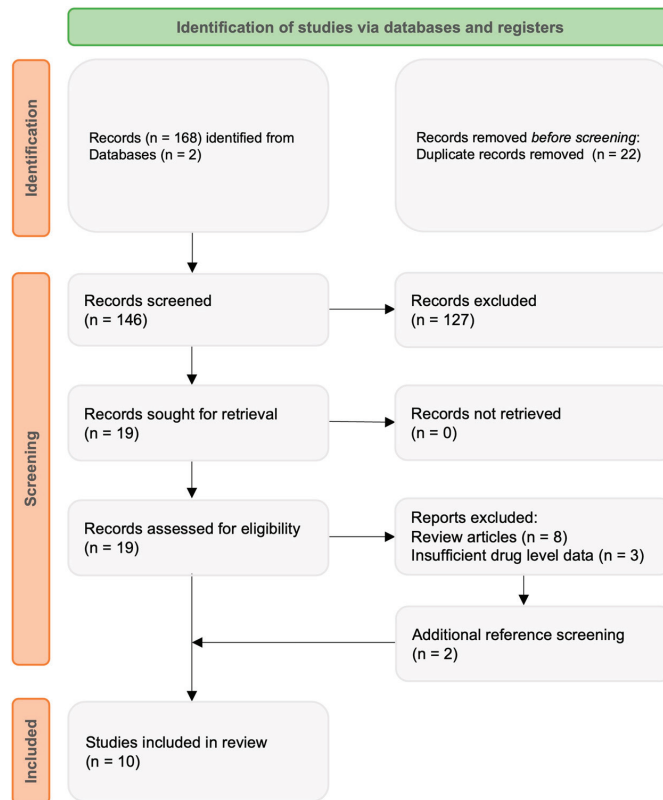 Identification of studies via databases and registers
Identification
Records (n = 168) identified from
Databases (n = 2)
Records removed before screening:
Duplicate records removed (n = 22)
Screening
Records screened
(n = 146)
Records excluded
(n = 127)
Records sought for retrieval
(n = 19)
Records not retrieved
(n = 0)
Records assessed for eligibility
(n = 19)
Reports excluded:
Review articles (n = 8)
Insufficient drug level data (n = 3)
Additional reference screening
(n = 2)
Included
Studies included in review
(n = 10)